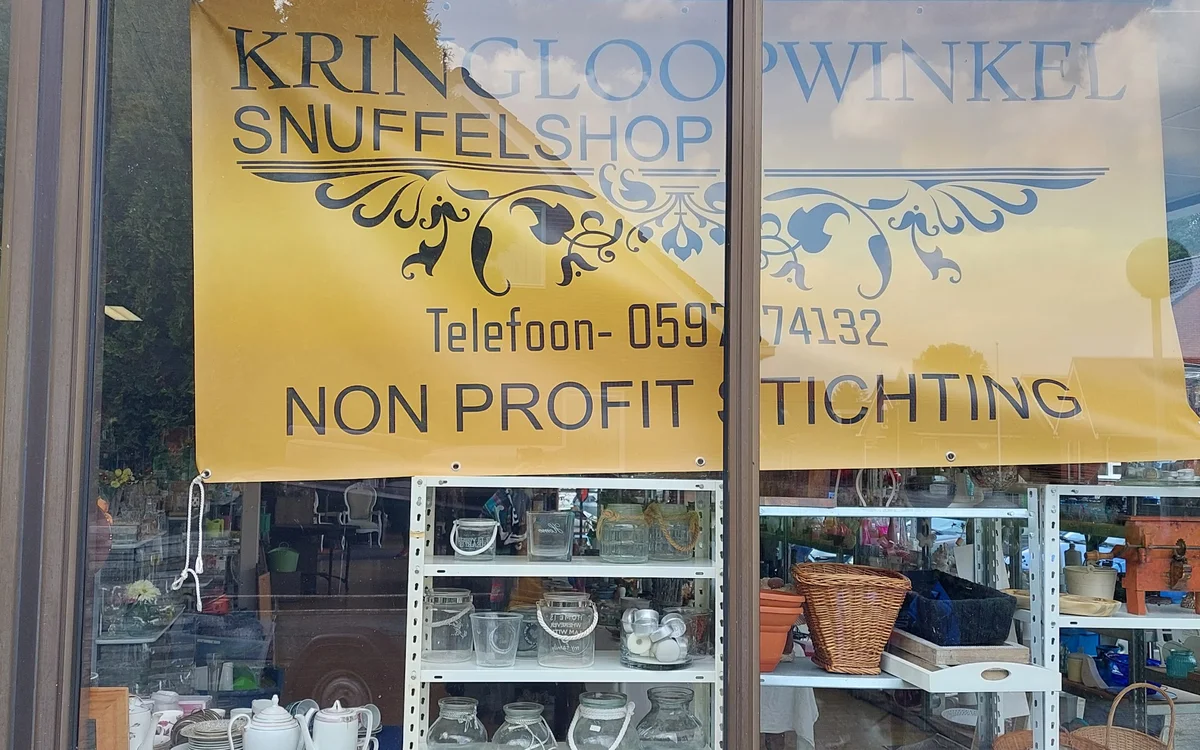 KRINGLOOPWINKEL
SNUFFELSHOP
Telefoon- 0597 74132
NON PROFIT STICHTING